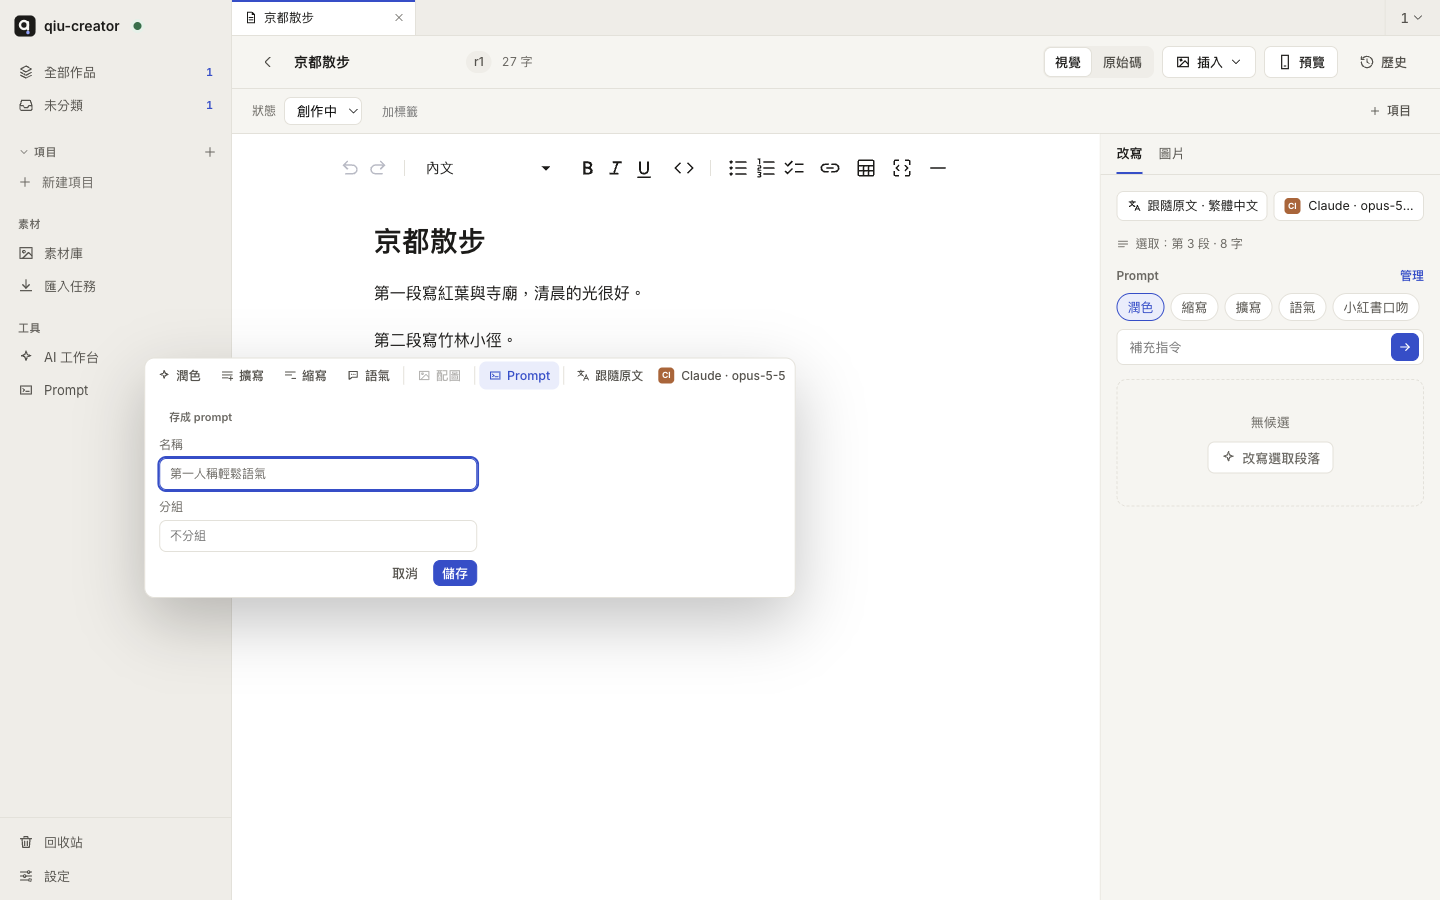 qiu-creator
全部作品 1
未分類 1
項目
新建項目
素材
素材庫
匯入任務
工具
AI 工作台
Prompt
回收站
設定
京都散步
1
京都散步 r1 27 字
視覺 原始碼 插入 預覽 歷史
狀態 創作中 加標籤
項目
內文
京都散步
第一段寫紅葉與寺廟，清晨的光很好。
第二段寫竹林小徑。
潤色 擴寫 縮寫 語氣 配圖 Prompt 跟隨原文 CI Claude · opus-5-5
存成 prompt
名稱
第一人稱輕鬆語氣
分組
不分組
取消 儲存
改寫 圖片
跟隨原文 · 繁體中文 CI Claude · opus-5...
選取：第 3 段 · 8 字
Prompt 管理
潤色 縮寫 擴寫 語氣 小紅書口吻
補充指令
無候選
改寫選取段落